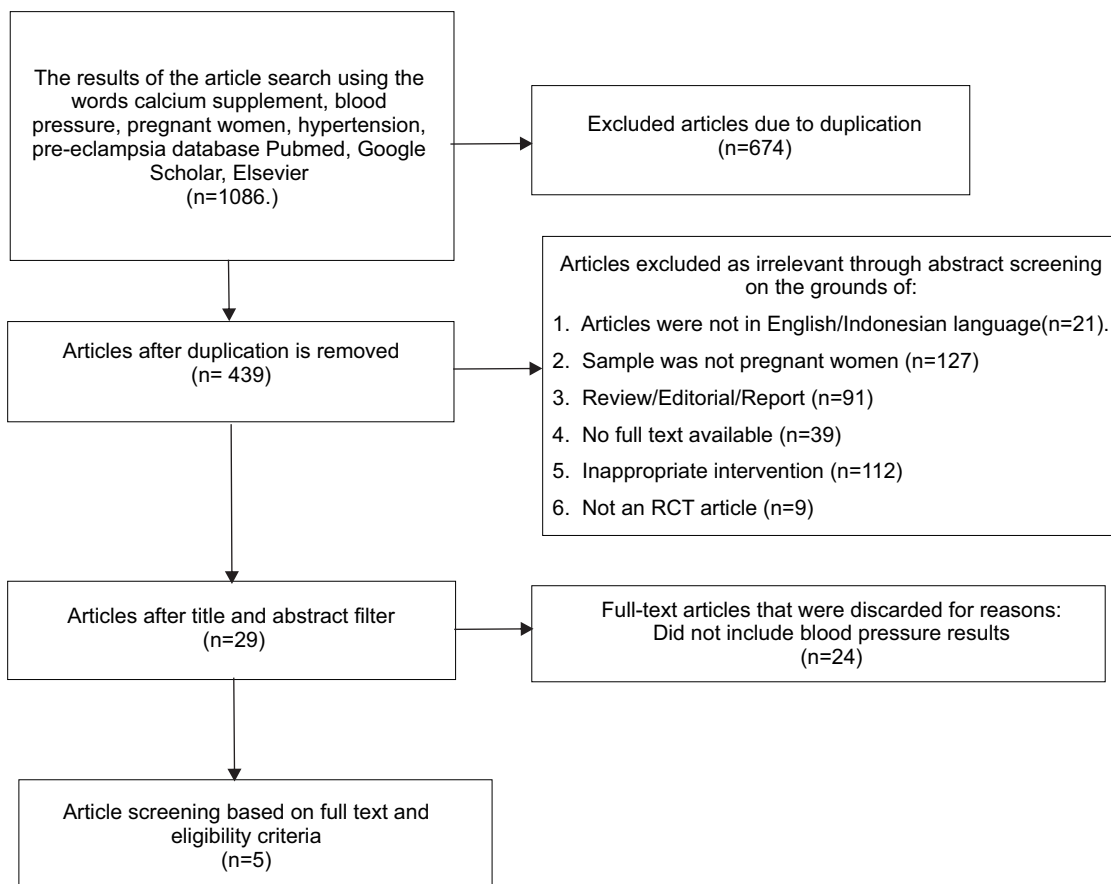 The results of the article search using the
words calcium supplement, blood
pressure, pregnant women, hypertension,
pre-eclampsia database Pubmed, Google
Scholar, Elsevier
(n=1086.)
Excluded articles due to duplication
(n=674)
Articles after duplication is removed
(n= 439)
Articles excluded as irrelevant through abstract screening
on the grounds of:
1. Articles were not in English/Indonesian language(n=21).
2. Sample was not pregnant women (n=127)
3. Review/Editorial/Report (n=91)
4. No full text available (n=39)
5. Inappropriate intervention (n=112)
6. Not an RCT article (n=9)
Articles after title and abstract filter
(n=29)
Full-text articles that were discarded for reasons:
Did not include blood pressure results
(n=24)
Article screening based on full text and
eligibility criteria
(n=5)